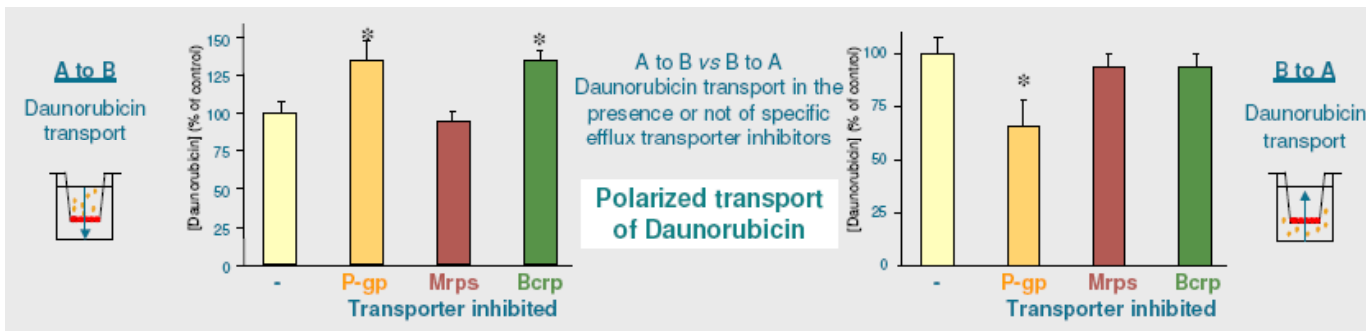 A to B
Daunorubicin
transport
[Daunorubicin] (% of control)
150
125
100
75
50
25
0
*
*
-
P-gp
Mrps
Bcrp
Transporter inhibited
A to B vs B to A
Daunorubicin transport in the
presence or not of specific
efflux transporter inhibitors
Polarized transport
of Daunorubicin
[Daunorubicin] (% of control)
100
75
50
25
0
*
-
P-gp
Mrps
Bcrp
Transporter inhibited
B to A
Daunorubicin
transport